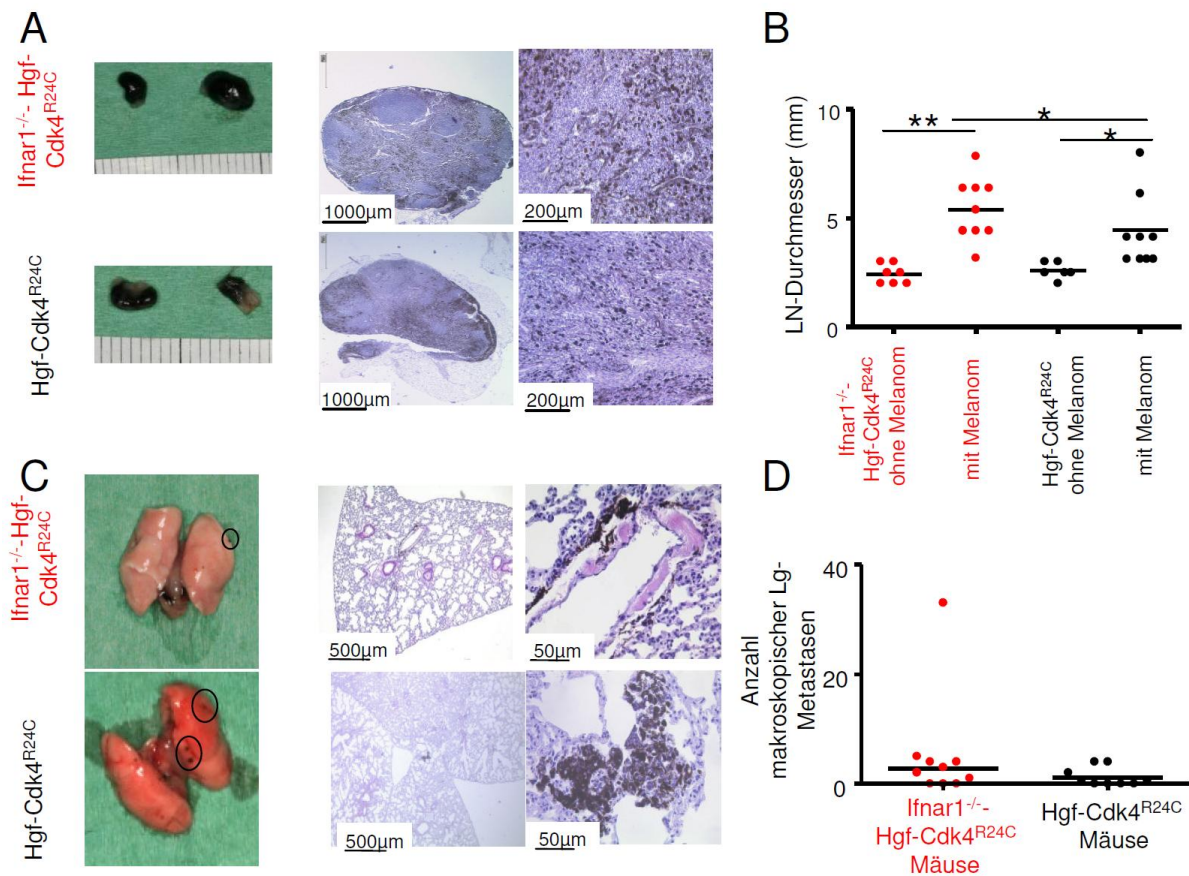 A
Ifnar1-/-- Hgf-
Cdk4R24C
1000µm
200µm
Hgf-Cdk4R24C
1000µm
200µm
B
LN-Durchmesser (mm)
10
5
0
**
*
*
Ifnar1-/--
Hgf-Cdk4R24C
ohne Melanom
mit Melanom
Hgf-Cdk4R24C
ohne Melanom
mit Melanom
C
Ifnar1-/--Hgf-
Cdk4R24C
500µm
50µm
Hgf-Cdk4R24C
500µm
50µm
D
Anzahl
makroskopischer Lg-
Metastasen
40
20
0
Ifnar1-/--
Hgf-Cdk4R24C
Mäuse
Hgf-Cdk4R24C
Mäuse